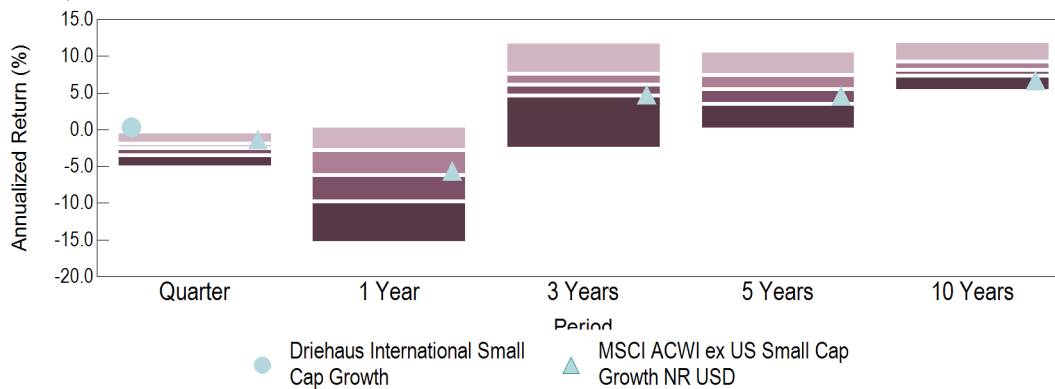 15.0
10.0
5.0
0.0
-5.0
-10.0
-15.0
-20.0
Annualized Return (%)
Quarter
1 Year
3 Years
5 Years
10 Years
Period
Driehaus International Small
Cap Growth
MSCI ACWI ex US Small Cap
Growth NR USD